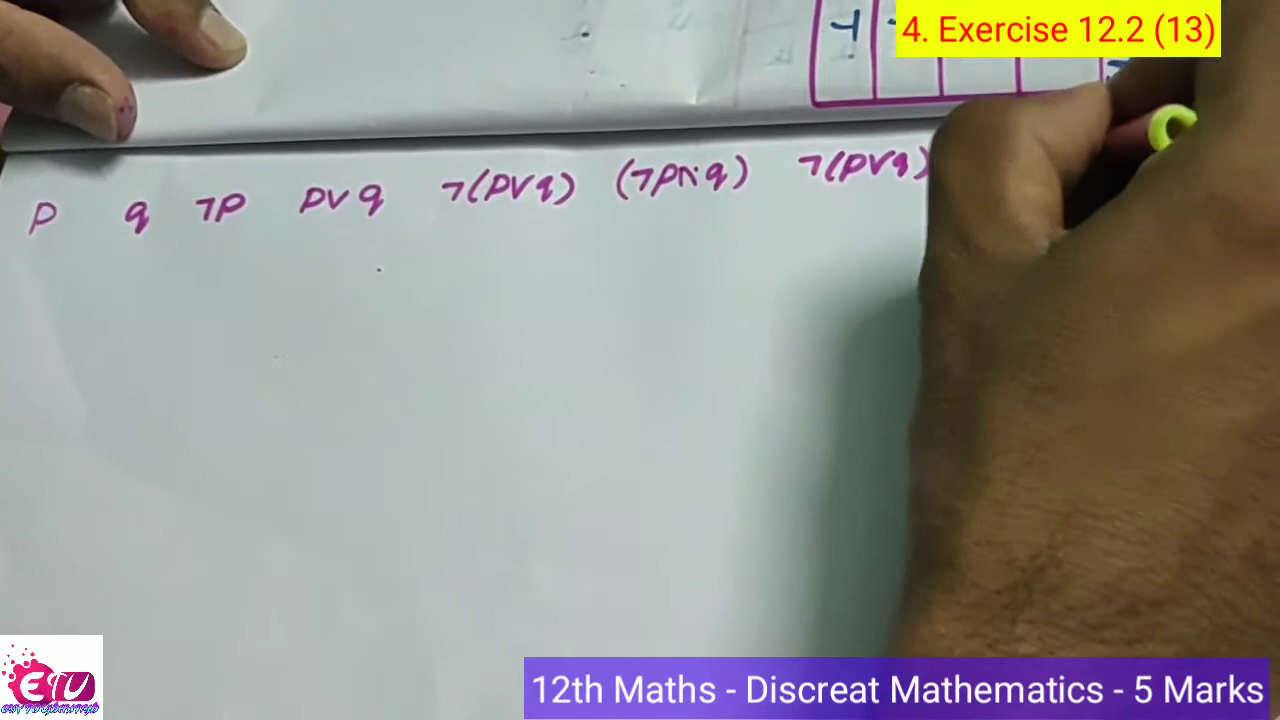 4. Exercise 12.2 (13)
p q ¬p p∨q ¬(p∨q) (¬p∧q) ¬(p∨q)
12th Maths - Discreat Mathematics - 5 Marks